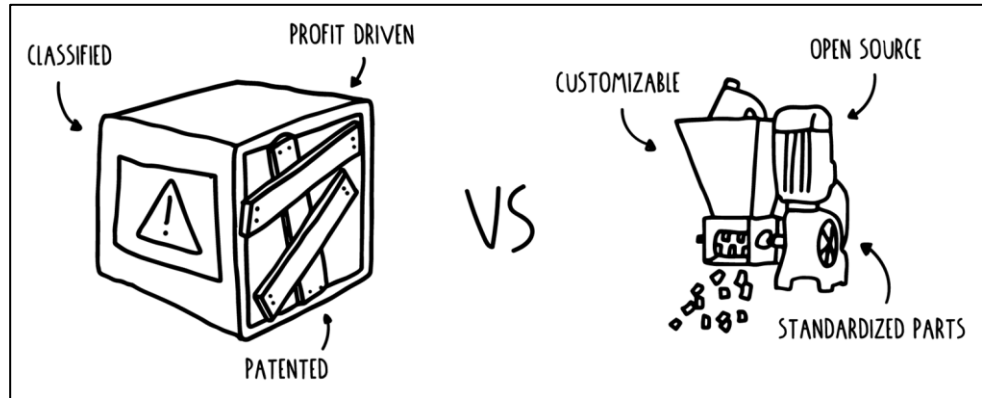 CLASSIFIED
PROFIT DRIVEN
PATENTED
VS
CUSTOMIZABLE
OPEN SOURCE
STANDARDIZED PARTS